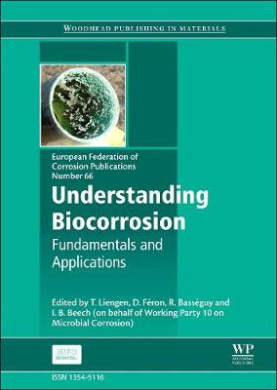 WOODHEAD PUBLISHING IN MATERIALS
European Federation of
Corrosion Publications
Number 66
Understanding
Biocorrosion
Fundamentals and
Applications
Edited by T. Liengen, D. Féron, R. Basséguy and
I. B. Beech (on behalf of Working Party 10 on
Microbial Corrosion)
WP
ISSN 1354-5116